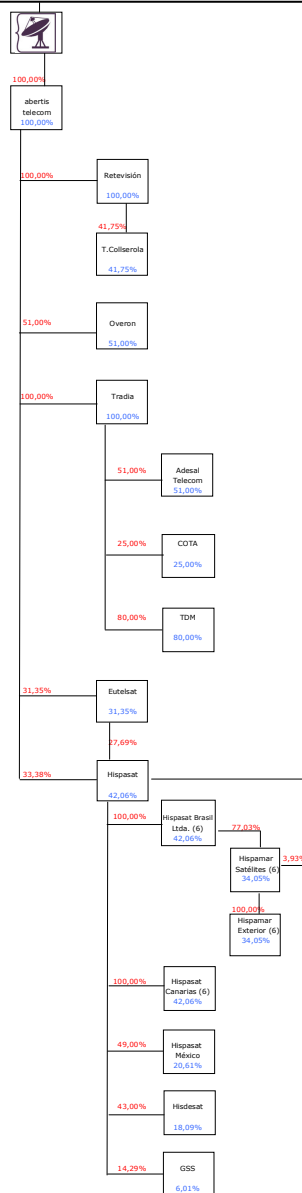 100,00%
abertis
telecom
100,00%
100,00%
Retevisión
100,00%
41,75%
T.Collserola
41,75%
51,00%
Overon
51,00%
100,00%
Tradia
100,00%
51,00%
Adesal
Telecom
51,00%
25,00%
COTA
25,00%
80,00%
TDM
80,00%
31,35%
Eutelsat
31,35%
27,69%
33,38%
Hispasat
42,06%
100,00%
Hispasat Brasil
Ltda. (6)
42,06%
77,03%
Hispamar
Satélites (6)
34,05%
3,93%
100,00%
Hispamar
Exterior (6)
34,05%
100,00%
Hispasat
Canarias (6)
42,06%
49,00%
Hispasat
México
20,61%
43,00%
Hisdesat
18,09%
14,29%
GSS
6,01%